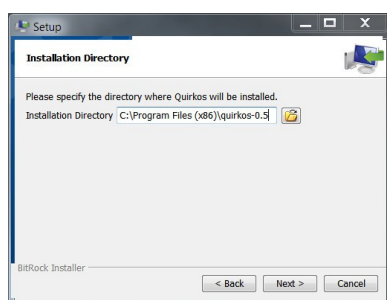 Setup
Installation Directory
Please specify the directory where Quirkos will be installed.
Installation Directory C:\Program Files (x86)\quirkos-0.5
BitRock Installer
< Back Next > Cancel